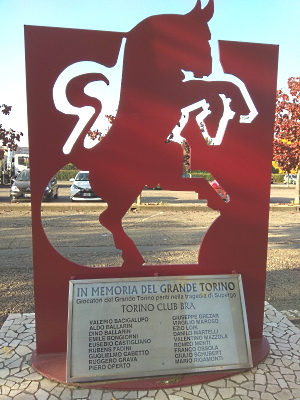 IN MEMORIA DEL GRANDE TORINO
Giocatori del Grande Torino periti nella tragedia di Superga
TORINO CLUB BRA
VALERIO BACIGALUPO
ALDO BALLARIN
DINO BALLARIN
EMILE BONGIORNI
EUSEBIO CASTIGLIANO
RUBENS FADINI
GUGLIELMO GABETTO
RUGGERO GRAVA
PIERO OPERTO
GIUSEPPE GREZAR
VIRGILIO MAROSO
EZIO LOIK
DANILO MARTELLI
VALENTINO MAZZOLA
ROMEO MENTI
FRANCO OSSOLA
GIULIO SCHUBERT
MARIO RIGAMONTI